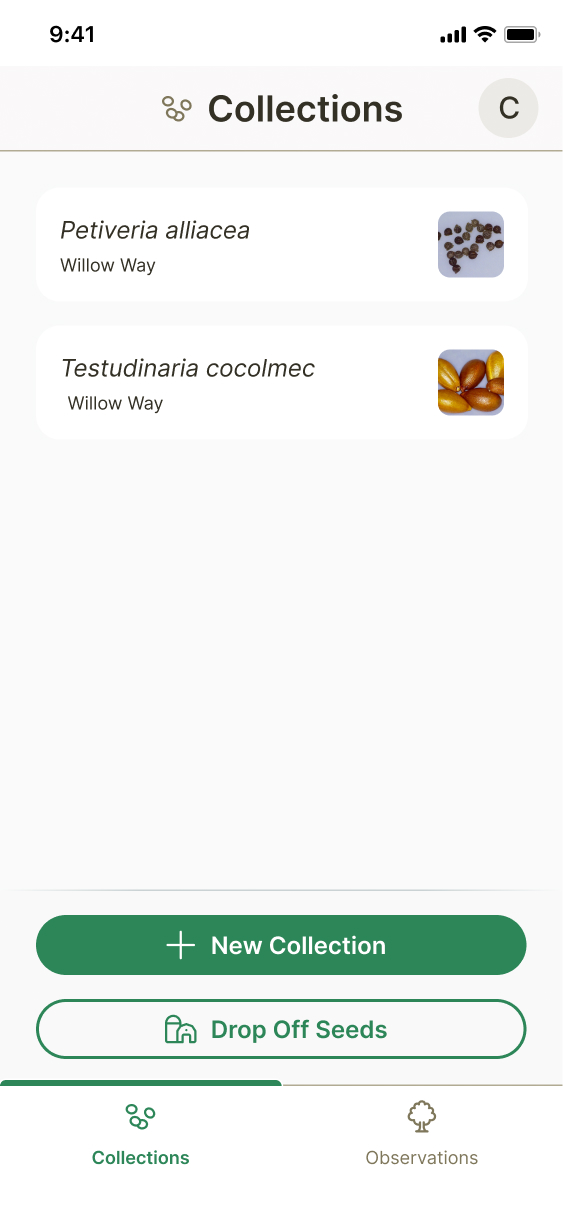 9:41
Collections
C
Petiveria alliacea
Willow Way
Testudinaria cocolmec
Willow Way
New Collection
Drop Off Seeds
Collections
Observations